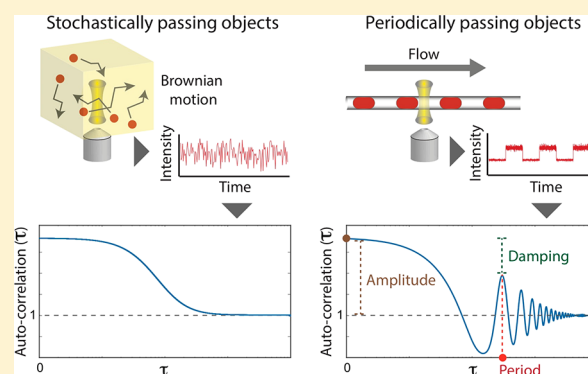 Stochastically passing objects
Brownian
motion
Intensity
Time
Auto-correlation (τ)
1
0
τ
Periodically passing objects
Flow
Intensity
Time
Auto-correlation (τ)
Amplitude
Damping
1
0
τ
Period